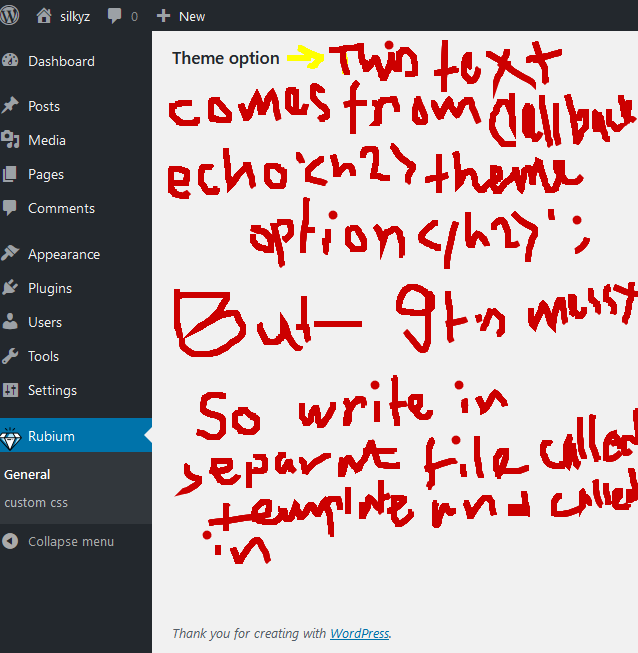 silkyz 0 New
Dashboard
Posts
Media
Pages
Comments
Appearance
Plugins
Users
Tools
Settings
Rubium
General
custom css
Collapse menu
Theme option This text
comas from callback
echo'<h2>theme
option</h2>';
But— It's messy
So write in
separat file called
template and called
in
Thank you for creating with WordPress.